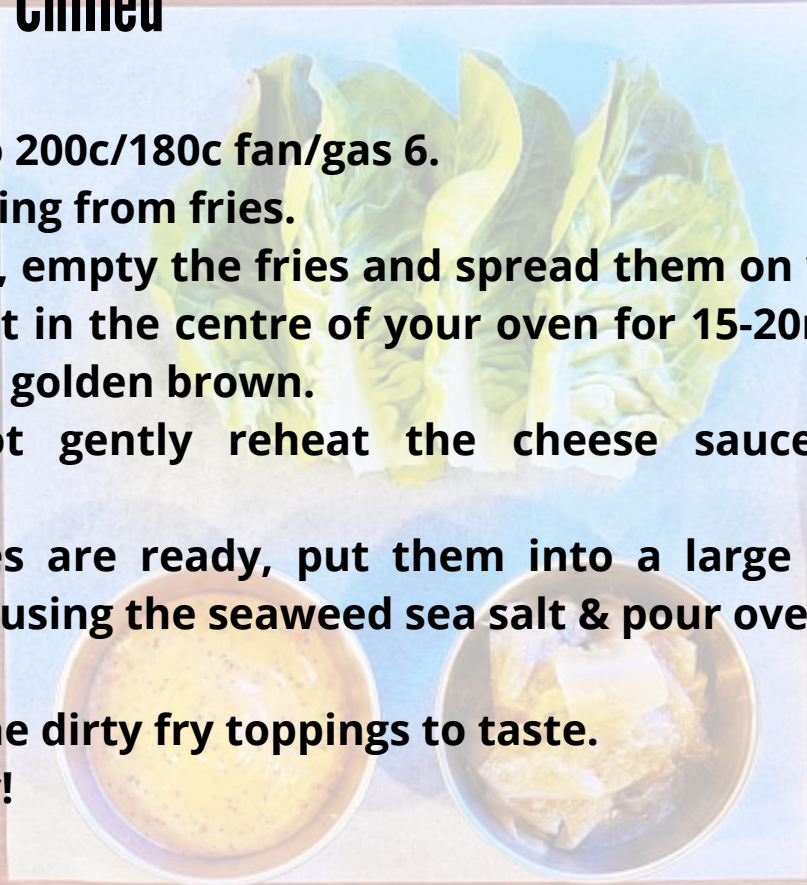 Chilled
200c/180c fan/gas 6.
ing from fries.
, empty the fries and spread them on
t in the centre of your oven for 15-20
golden brown.
ot gently reheat the cheese sauce
es are ready, put them into a large
using the seaweed sea salt & pour ove
e dirty fry toppings to taste.
!